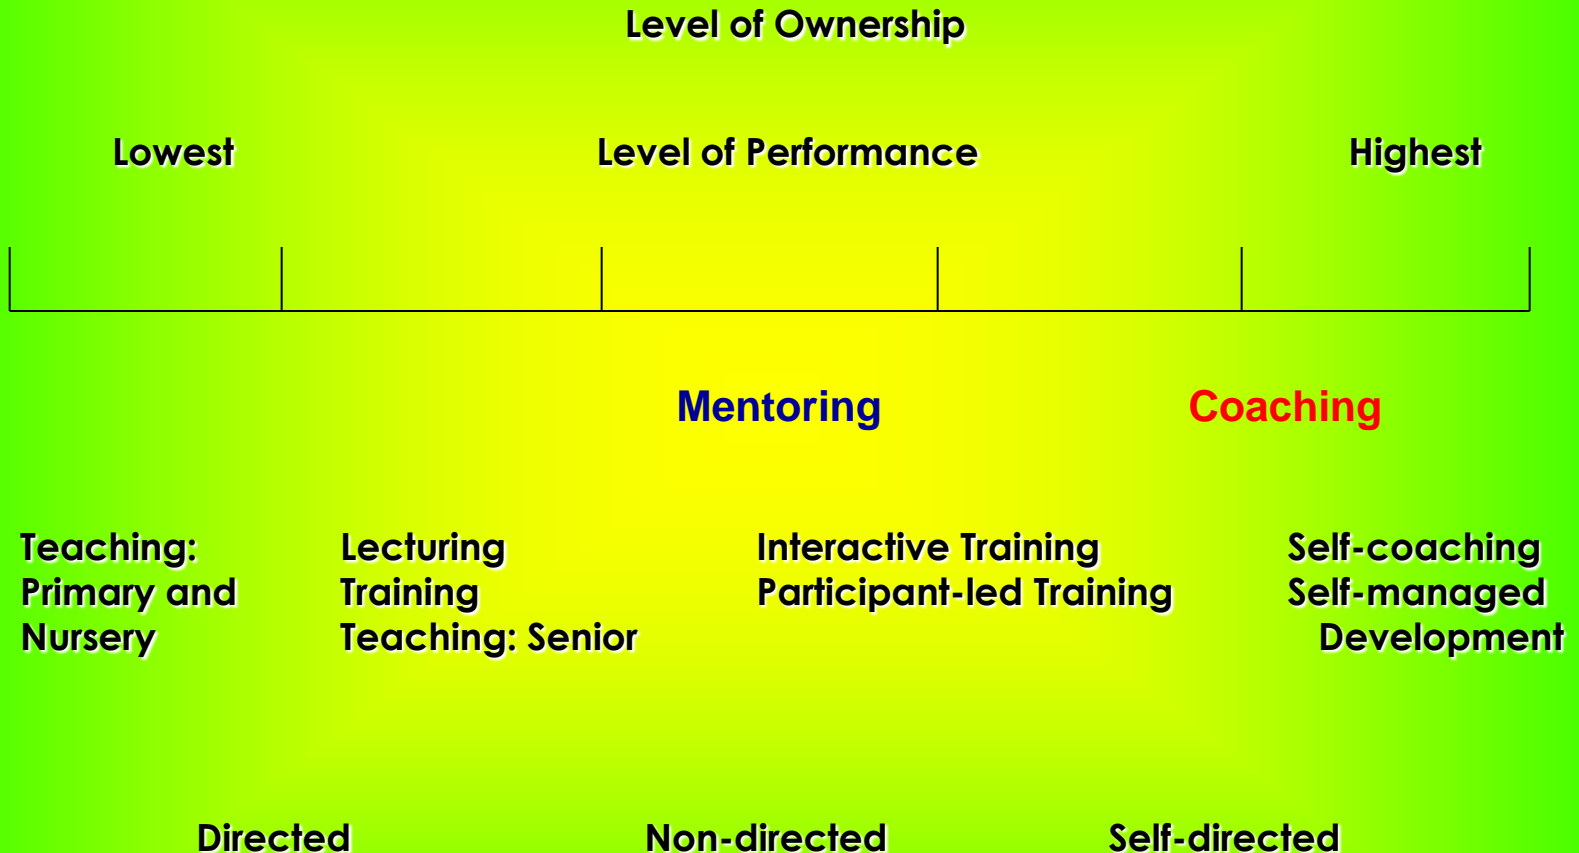 Level of Ownership
Lowest Level of Performance Highest
Mentoring Coaching
Teaching: Lecturing Interactive Training Self-coaching
Primary and Training Participant-led Training Self-managed
Nursery Teaching: Senior Development
Directed Non-directed Self-directed